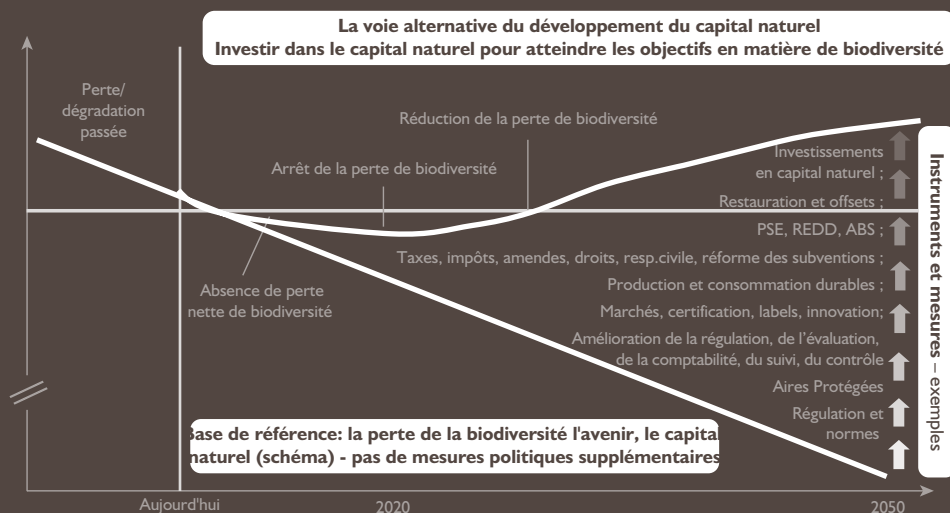 La voie alternative du développement du capital naturel
Investir dans le capital naturel pour atteindre les objectifs en matière de biodiversité
Perte/
dégradation
passée
Réduction de la perte de biodiversité
Arrêt de la perte de biodiversité
Absence de perte
nette de biodiversité
Investissements
en capital naturel ;
Restauration et offsets ;
PSE, REDD, ABS ;
Taxes, impôts, amendes, droits, resp.civile, réforme des subventions ;
Production et consommation durables ;
Marchés, certification, labels, innovation;
Amélioration de la régulation, de l'évaluation,
de la comptabilité, du suivi, du contrôle
Aires Protégées
Régulation et
normes
Instruments et mesures – exemples
Base de référence: la perte de la biodiversité l'avenir, le capital
naturel (schéma) - pas de mesures politiques supplémentaires
Aujourd'hui
2020
2050